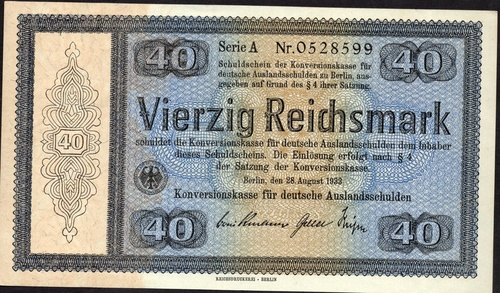 Serie A Nr.0528599
40 40
Schuldschein der Konversionskasse für
deutsche Auslandsschulden zu Berlin, aus-
gegeben auf Grund des § 4 ihrer Satzung.
Vierzig Reichsmark
40
schuldet die Konversionskasse für deutsche Auslandsschulden dem Inhaber
dieses Schuldscheins. Die Einlösung erfolgt nach § 4
der Satzung der Konversionskasse.
Berlin, den 28. August 1933
Konversionskasse für deutsche Auslandsschulden
40 40
REICHSDRUCKEREI · BERLIN